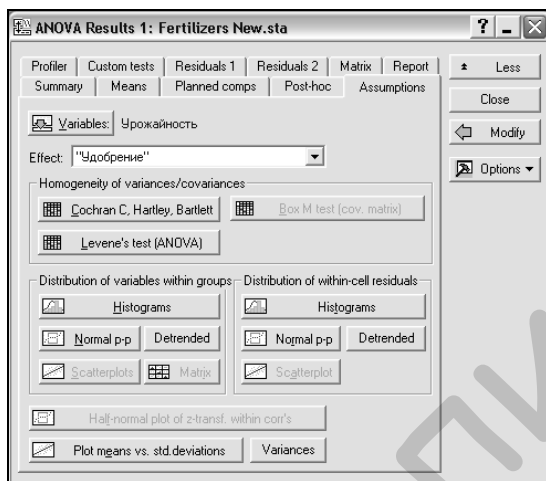 ANOVA Results 1: Fertilizers New.sta
Profiler Custom tests Residuals 1 Residuals 2 Matrix Report
Summary Means Planned comps Post-hoc Assumptions
Less
Close
Modify
Options
Variables: Урожайность
Effect: "Удобрение"
Homogeneity of variances/covariances
Cochran C, Hartley, Bartlett Box M test (cov. matrix)
Levene's test (ANOVA)
Distribution of variables within groups Distribution of within-cell residuals
Histograms Histograms
Normal p-p Detrended Normal p-p Detrended
Scatterplots Matrix Scatterplot
Half-normal plot of z-transf. within corr's
Plot means vs. std.deviations Variances